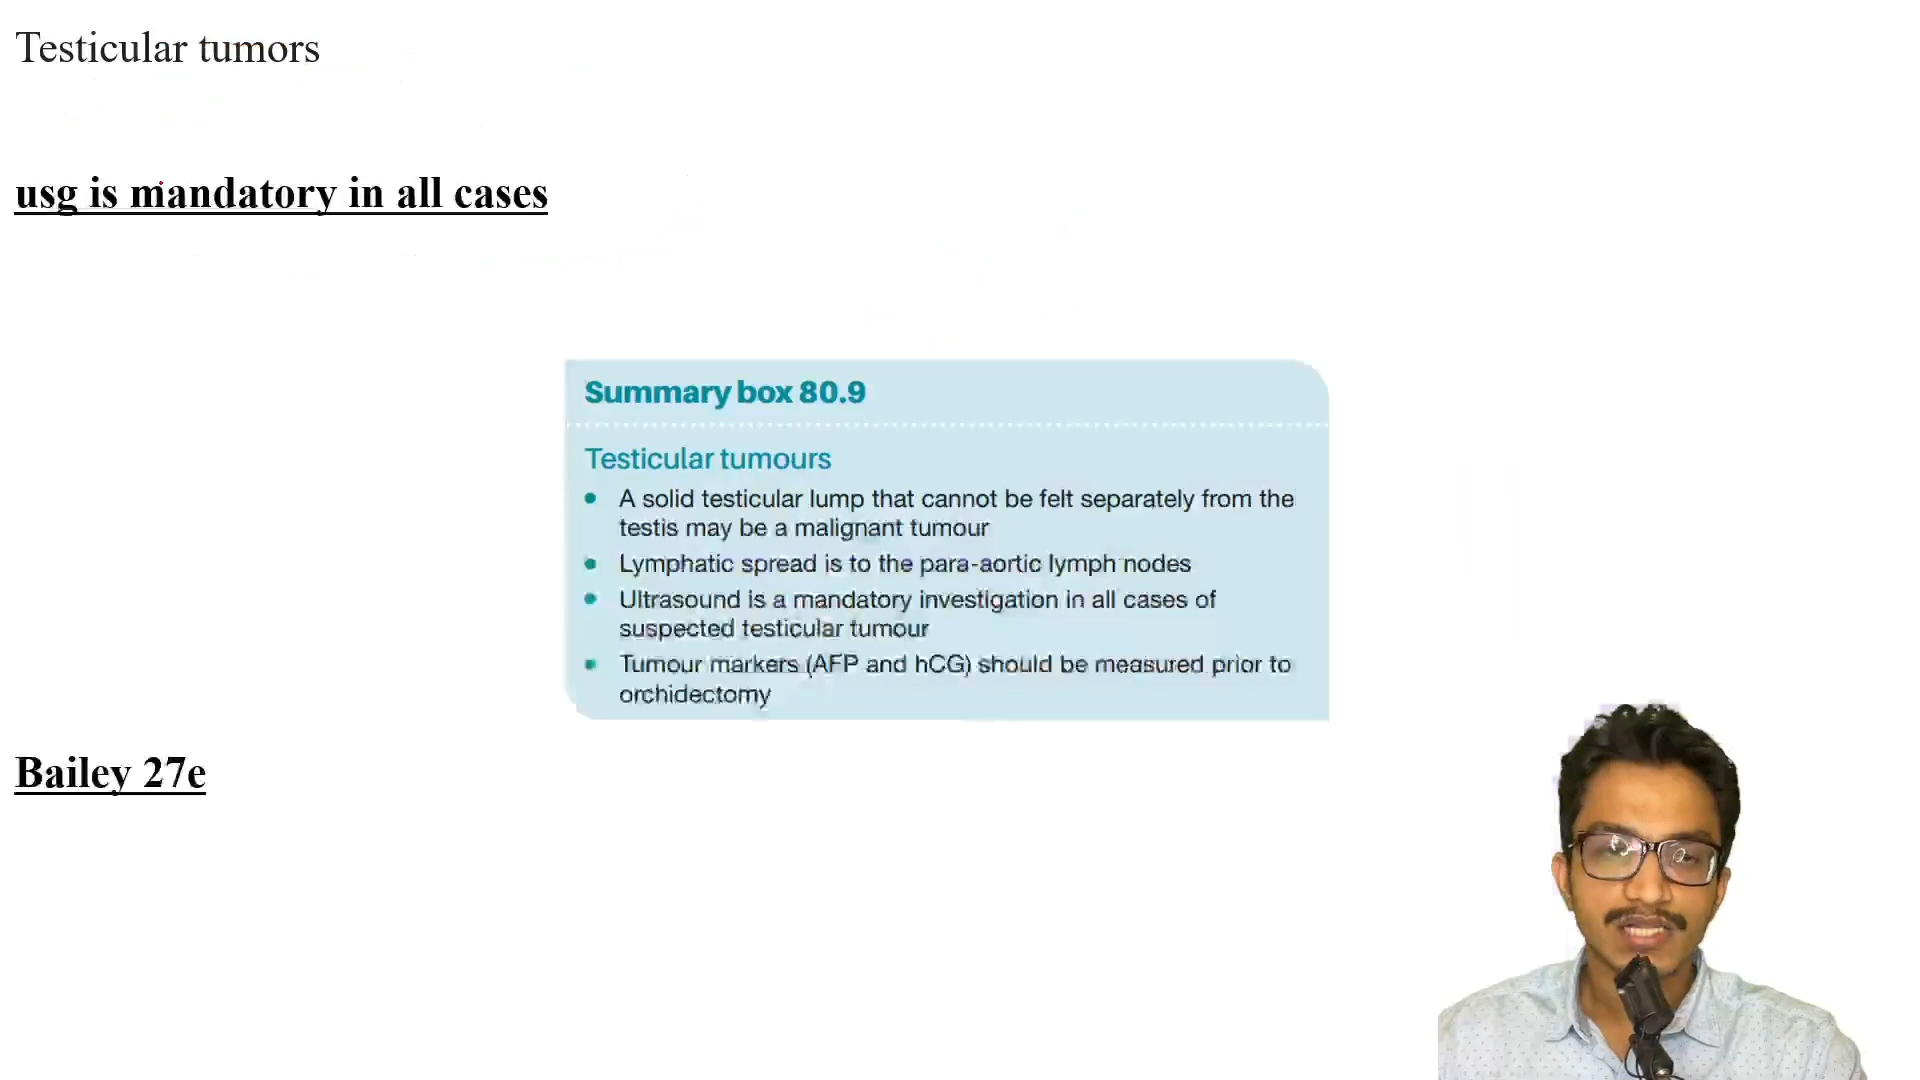 Testicular tumors
usg is mandatory in all cases
Summary box 80.9
Testicular tumours
A solid testicular lump that cannot be felt separately from the
testis may be a malignant tumour
Lymphatic spread is to the para-aortic lymph nodes
Ultrasound is a mandatory investigation in all cases of
suspected testicular tumour
Tumour markers (AFP and hCG) should be measured prior to
orchidectomy
Bailey 27e